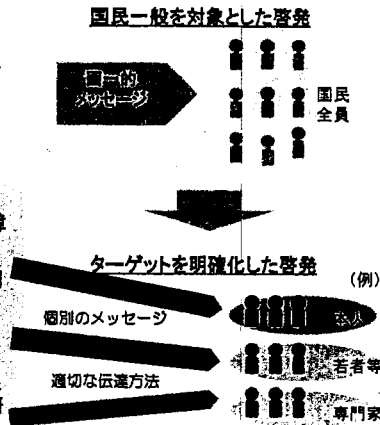 国民一般を対象とした啓発
画一的
メッセージ
国民
全員
ターゲットを明確化した啓発
(例)
個別のメッセージ
本人
若者等
適切な伝達方法
専門家